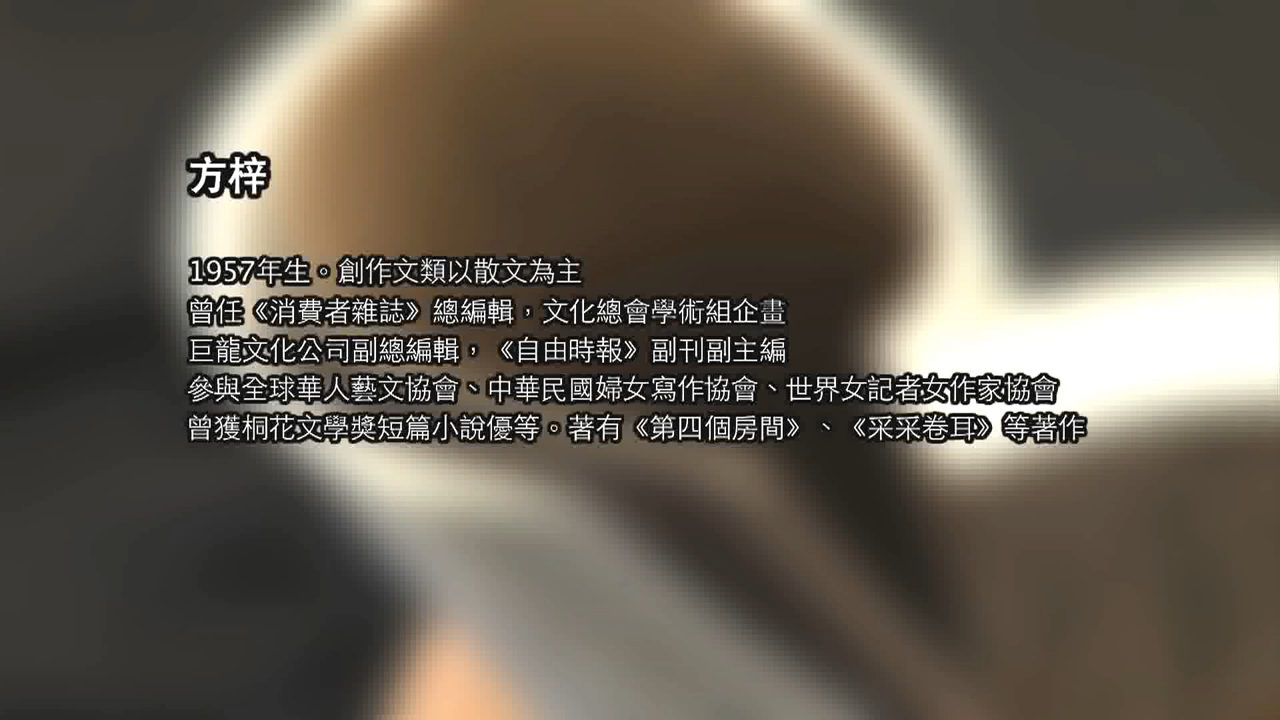 方梓
1957年生。創作文類以散文為主
曾任《消費者雜誌》總編輯，文化總會學術組企畫
巨龍文化公司副總編輯，《自由時報》副刊副主編
參與全球華人藝文協會、中華民國婦女寫作協會、世界女記者女作家協會
曾獲桐花文學獎短篇小說優等。著有《第四個房間》、《采采卷耳》等著作